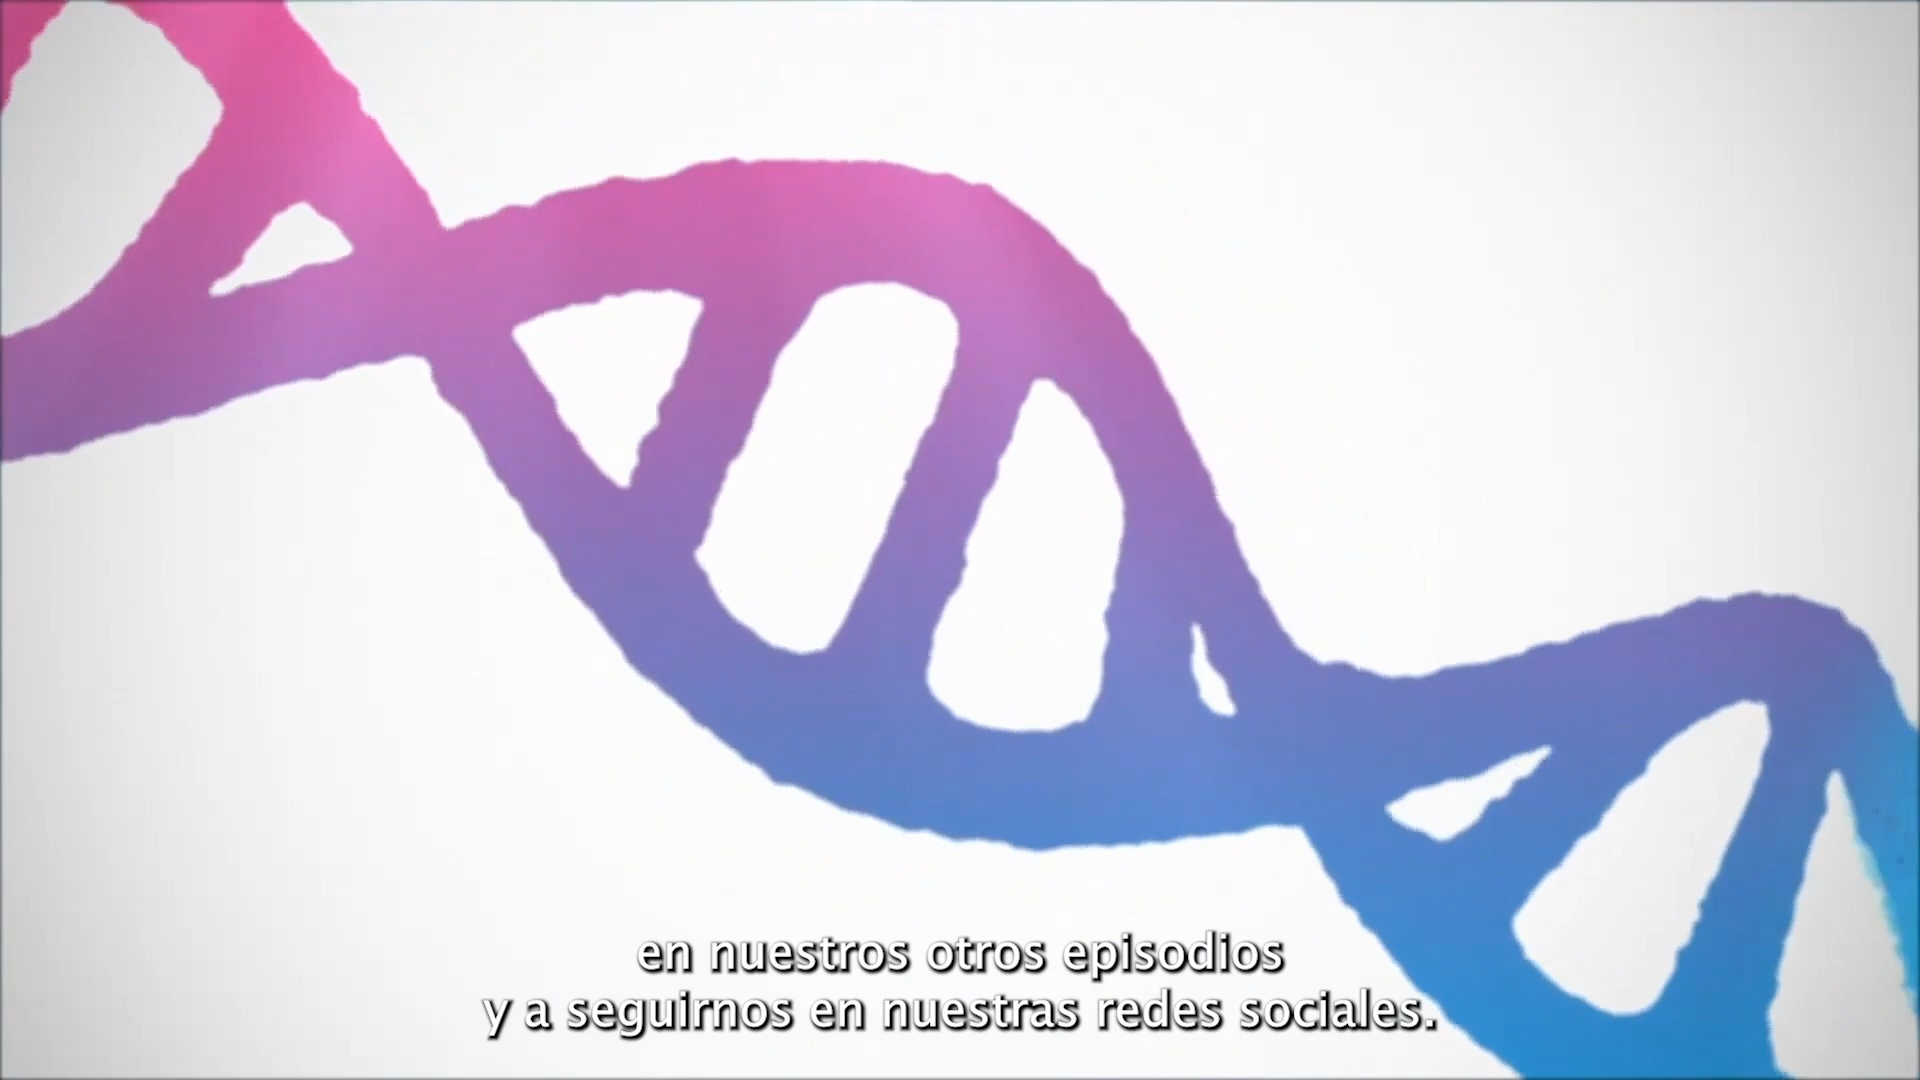 en nuestros otros episodios
y a seguirnos en nuestras redes sociales.